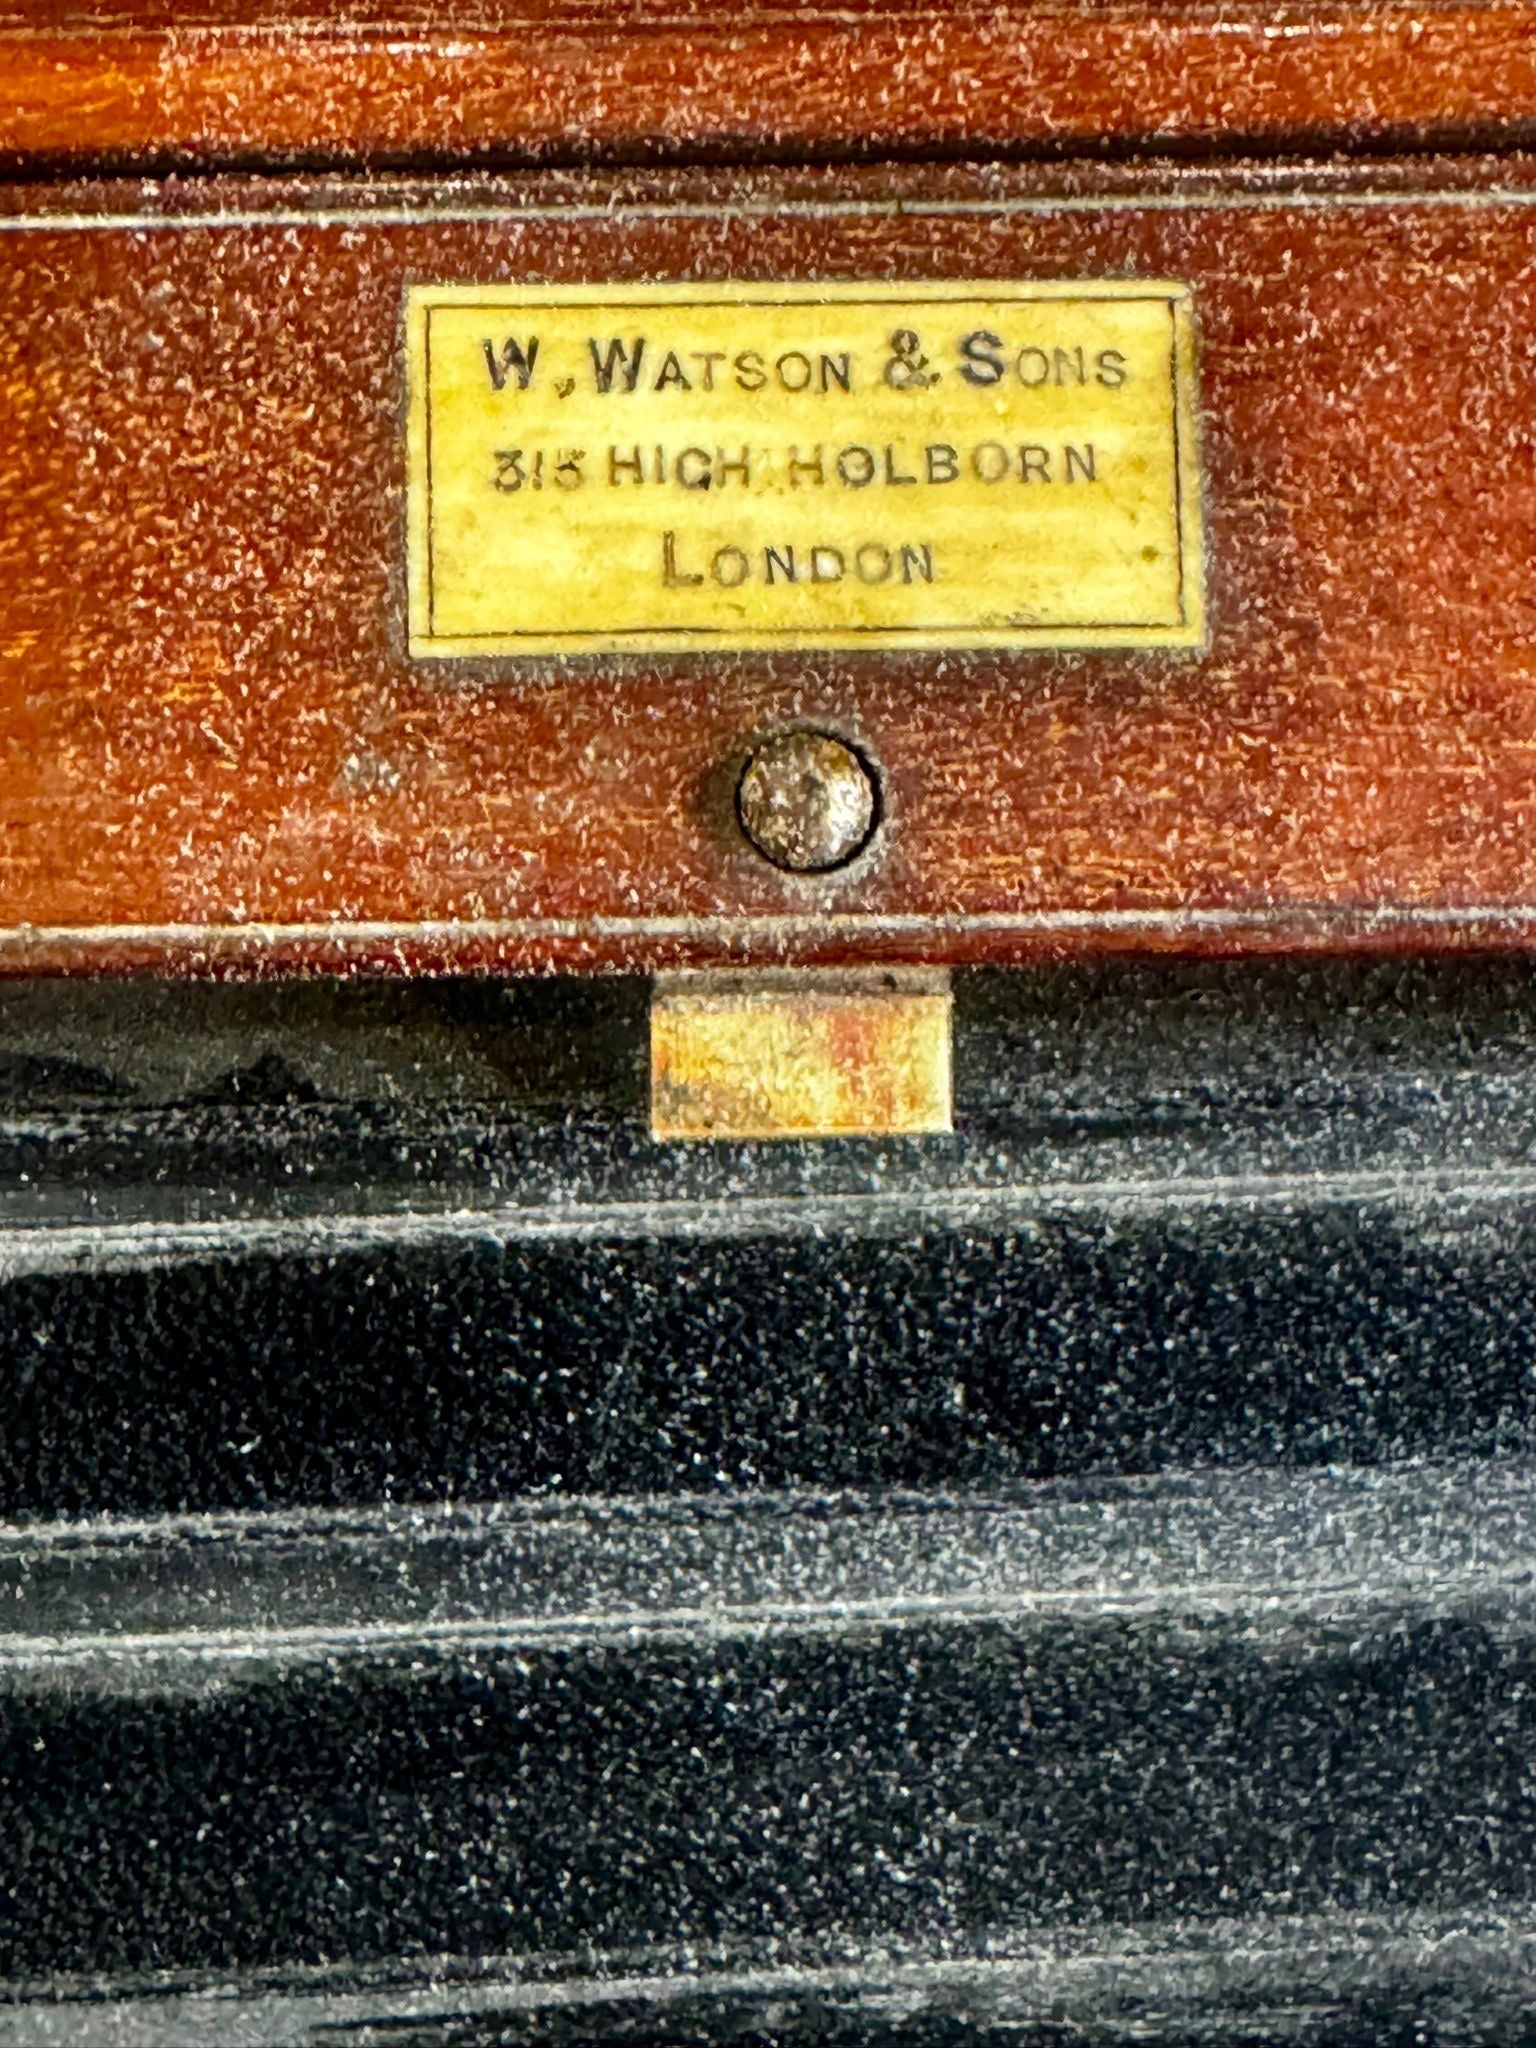 W. WATSON & SONS
313 HIGH HOLBORN
LONDON